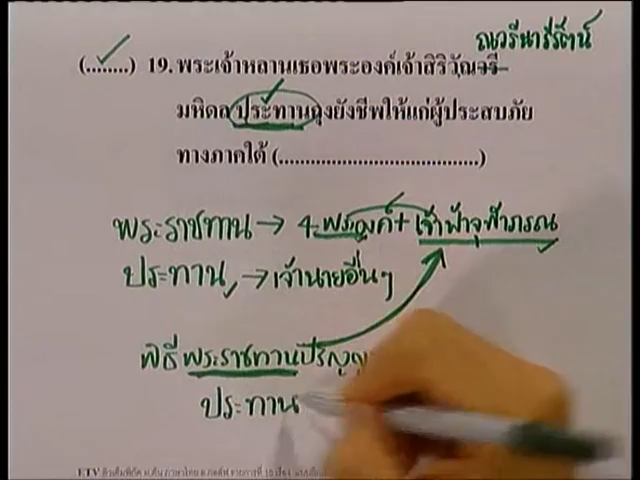 ณวรีนารีรัตน์
(........) 19. พระเจ้าหลานเธอพระองค์เจ้าสิริวัณวรี
มหิดล ประทานถุงยังชีพให้แก่ผู้ประสบภัย
ทางภาคใต้ (....................................)
พระราชทาน → 4 พระองค์ + เจ้าฟ้าจุฬาภรณ
ประทาน → เจ้านายอื่นๆ
พิธี พระราชทานปริญญ
ประทาน
ETV